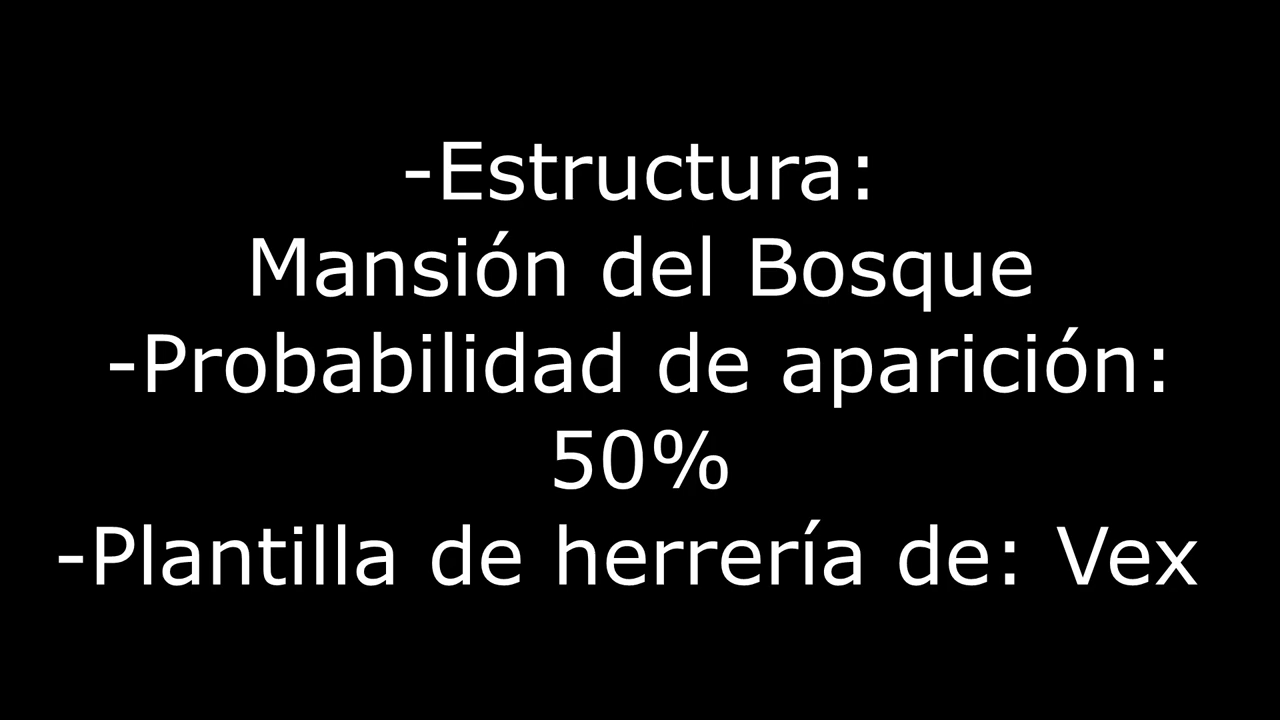 -Estructura:
Mansión del Bosque
-Probabilidad de aparición:
50%
-Plantilla de herrería de: Vex